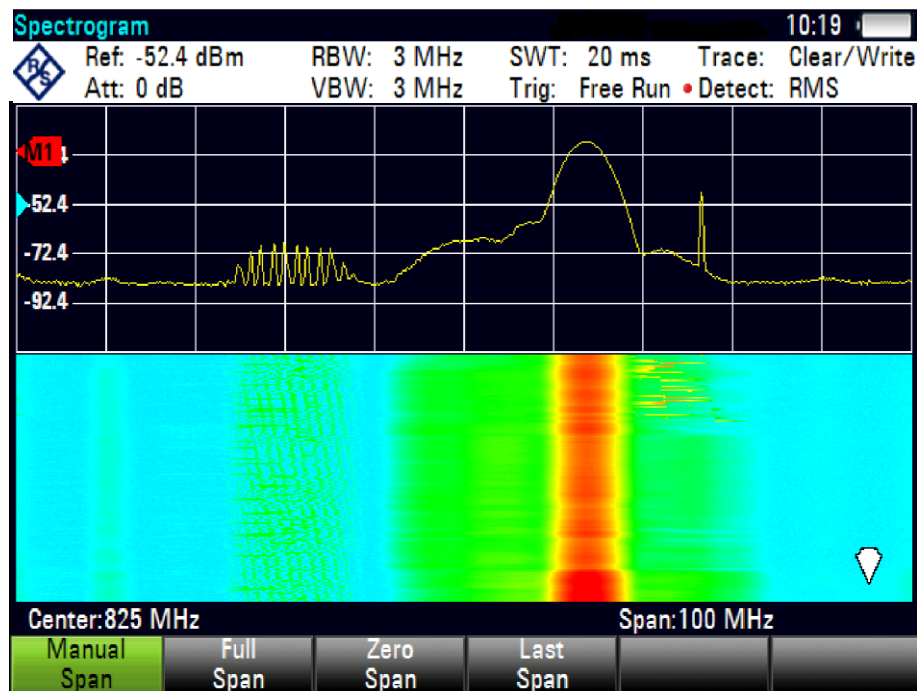 Spectrogram 10:19
R&S Ref: -52.4 dBm RBW: 3 MHz SWT: 20 ms Trace: Clear/Write
Att: 0 dB VBW: 3 MHz Trig: Free Run Detect: RMS
M1
-52.4
-72.4
-92.4
Center:825 MHz Span:100 MHz
Manual Full Zero Last
Span Span Span Span